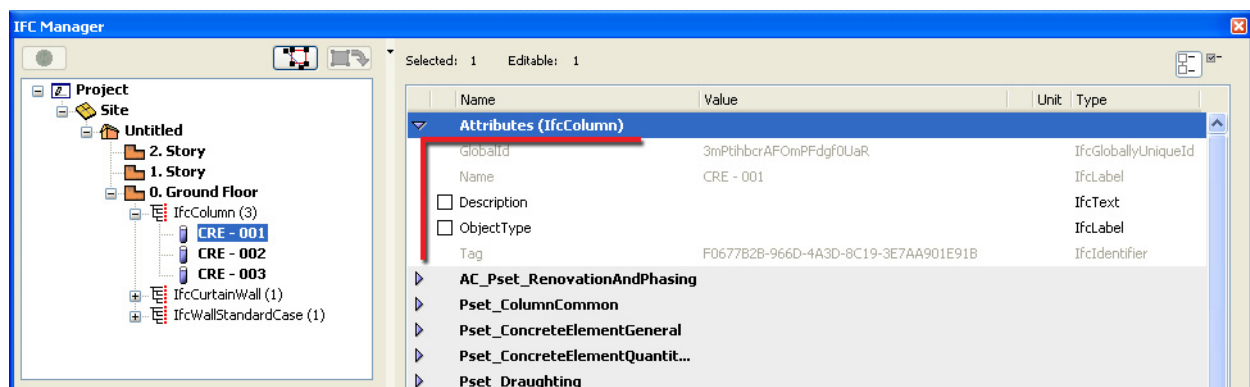 IFC Manager
Selected: 1 Editable: 1
Project
Site
Untitled
2. Story
1. Story
0. Ground Floor
IfcColumn (3)
CRE - 001
CRE - 002
CRE - 003
IfcCurtainWall (1)
IfcWallStandardCase (1)
Name Value Unit Type
Attributes (IfcColumn)
GlobalId 3mPtihbcrAFOmPFdgf0UaR IfcGloballyUniqueId
Name CRE - 001 IfcLabel
Description IfcText
ObjectType IfcLabel
Tag F0677B2B-966D-4A3D-8C19-3E7AA901E91B IfcIdentifier
AC_Pset_RenovationAndPhasing
Pset_ColumnCommon
Pset_ConcreteElementGeneral
Pset_ConcreteElementQuantit...
Pset_Draughting